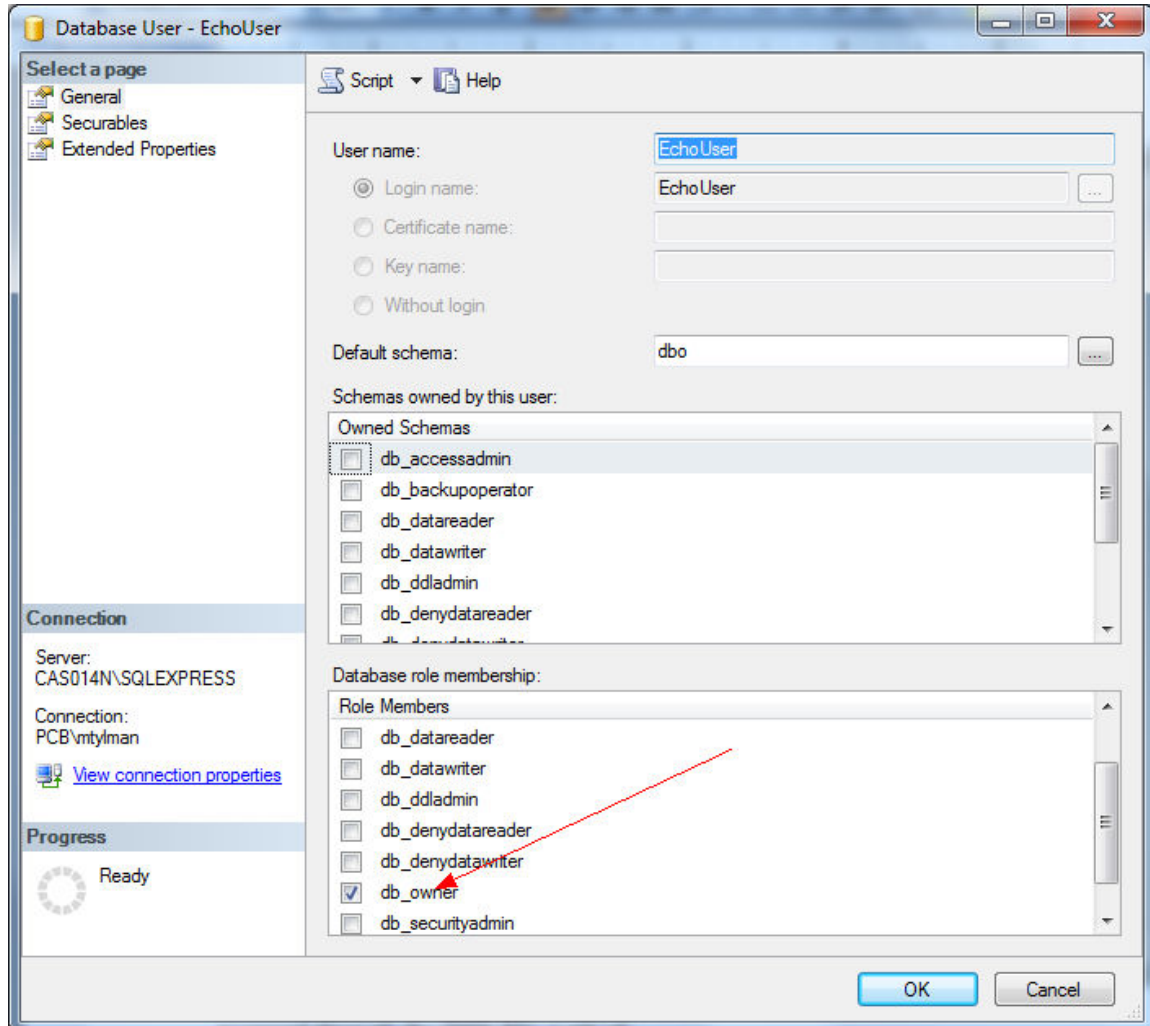 Database User - EchoUser
Select a page
General
Securables
Extended Properties
Script Help
User name: EchoUser
Login name: EchoUser ...
Certificate name:
Key name:
Without login
Default schema: dbo ...
Schemas owned by this user:
Owned Schemas
db_accessadmin
db_backupoperator
db_datareader
db_datawriter
db_ddladmin
db_denydatareader
db_denydatawriter
Connection
Server:
CAS014N\SQLEXPRESS
Connection:
PCB\mtylman
View connection properties
Progress
Ready
Database role membership:
Role Members
db_datareader
db_datawriter
db_ddladmin
db_denydatareader
db_denydatawriter
db_owner
db_securityadmin
OK Cancel